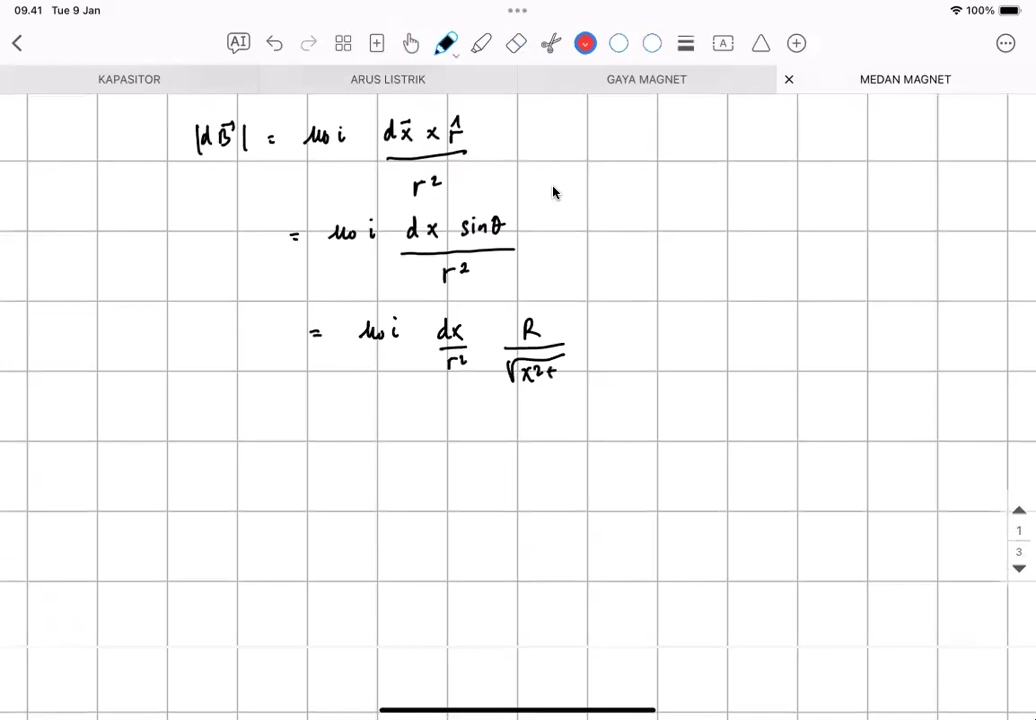 09.41 Tue 9 Jan
100%
AI
A
KAPASITOR ARUS LISTRIK GAYA MAGNET × MEDAN MAGNET
|dB⃗| = μ₀ i dx⃗ × r̂
r²
= μ₀ i dx sinθ
r²
= μ₀ i dx R
r² √x²+
1
3